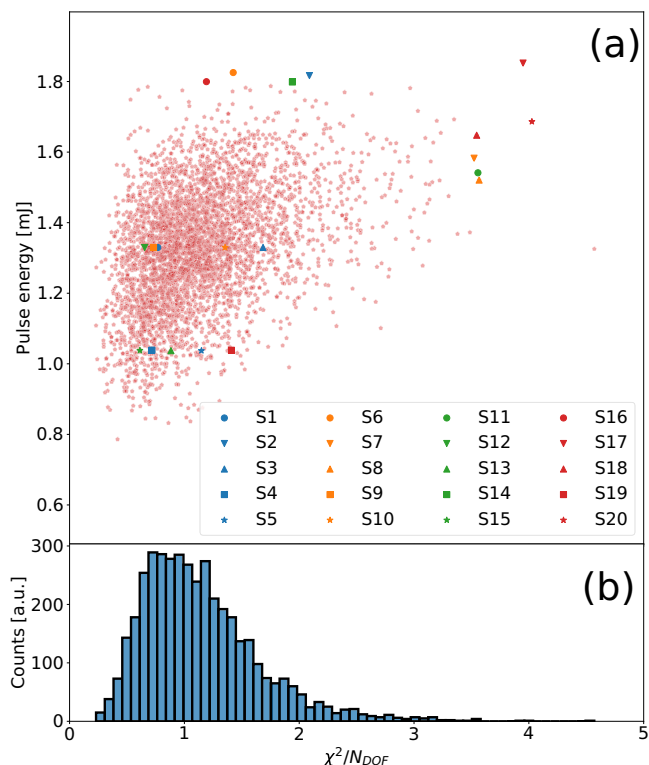 (a)
1.8
1.6
1.4
1.2
1.0
0.8
0.6
Pulse energy [mJ]
S1 S6 S11 S16
S2 S7 S12 S17
S3 S8 S13 S18
S4 S9 S14 S19
S5 S10 S15 S20
(b)
300
200
100
0
Counts [a.u.]
0 1 2 3 4 5
χ²/N_DOF